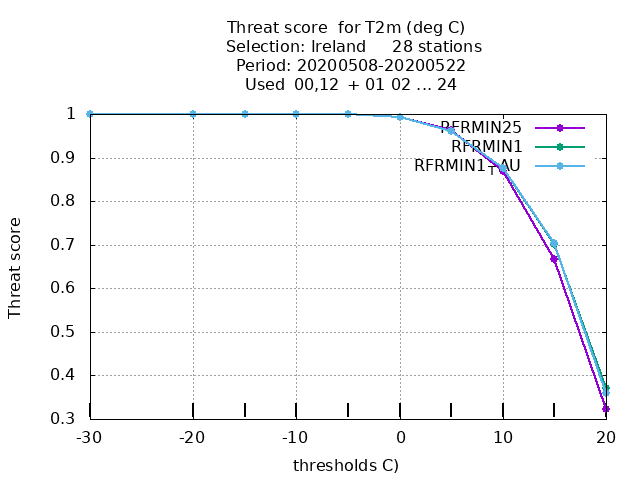 Threat score for T2m (deg C)
Selection: Ireland 28 stations
Period: 20200508-20200522
Used 00,12 + 01 02 ... 24
RFRMIN25
RFRMIN1
RFRMIN1TAU
1
0.9
0.8
0.7
0.6
0.5
0.4
0.3
Threat score
-30 -20 -10 0 10 20
thresholds C)